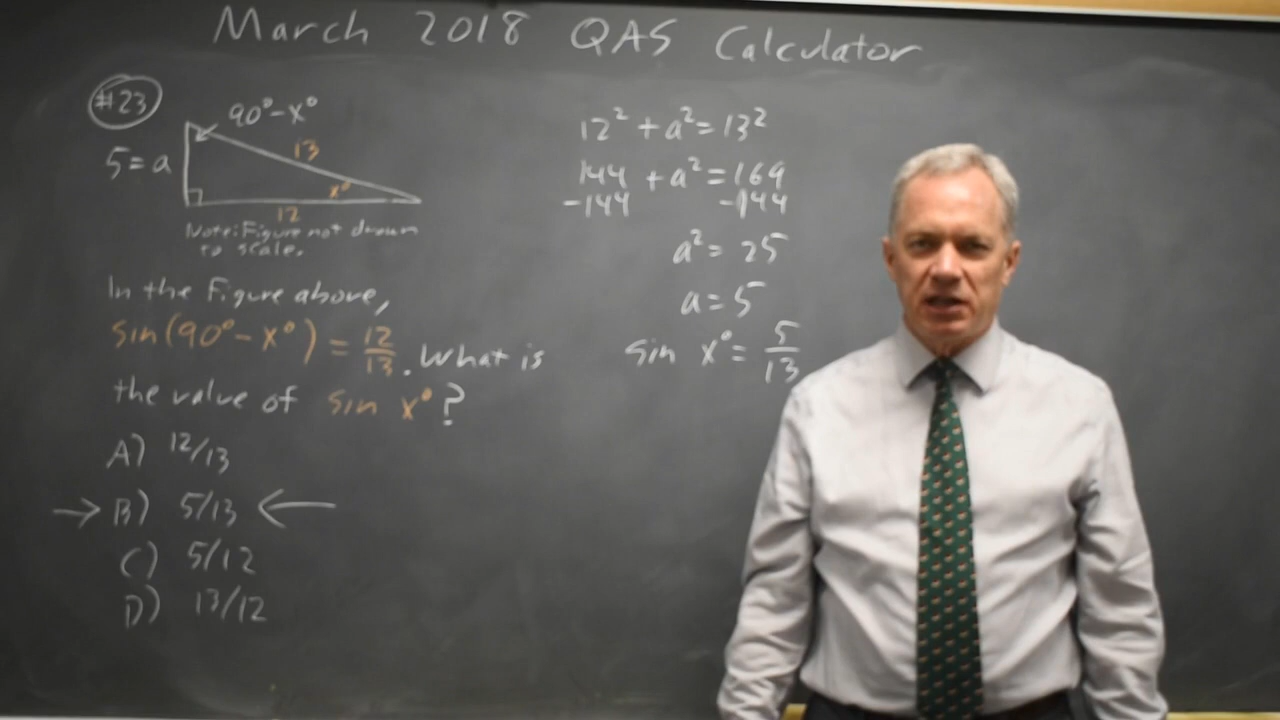 March 2018 QAS Calculator
#23
90°-x°
13
5=a
x°
12
Note: Figure not drawn
to scale.
In the figure above,
sin(90°-x°) = 12/13. What is
the value of sin x°?
A) 12/13
→ B) 5/13 ←
C) 5/12
D) 13/12
12² + a² = 13²
144 + a² = 169
-144 -144
a² = 25
a = 5
sin x° = 5/13